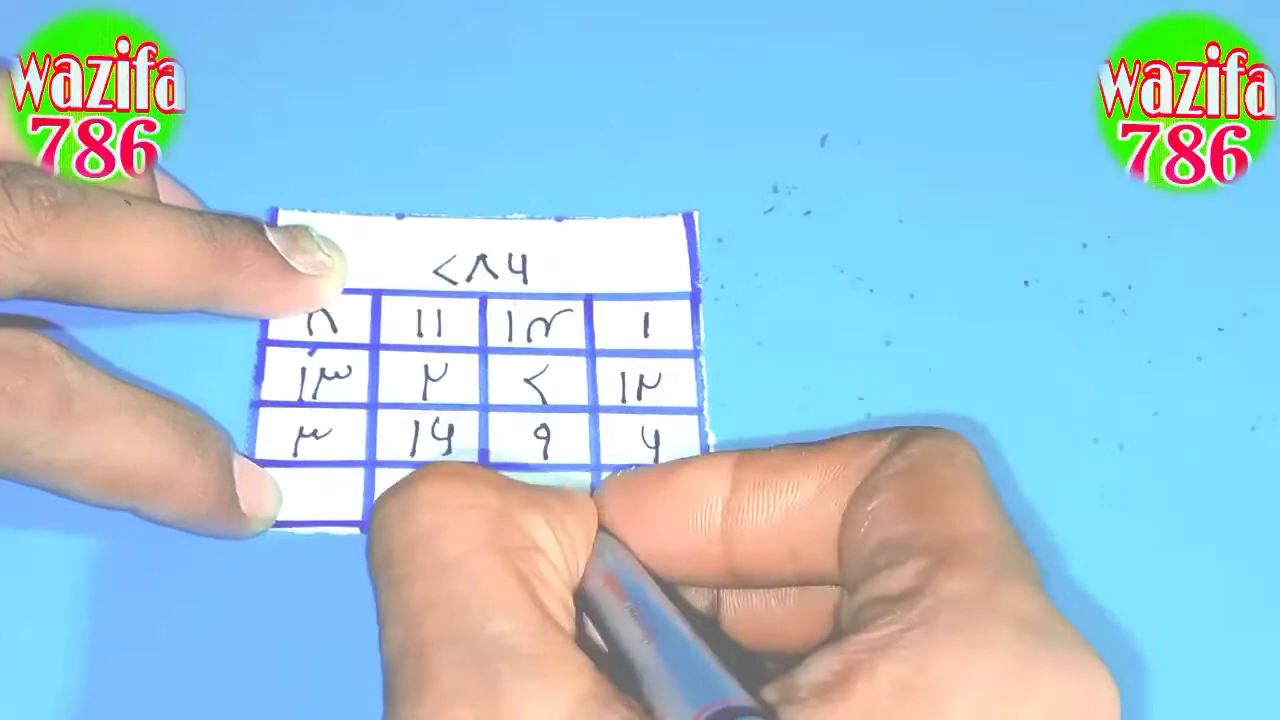 wazifa
786
wazifa
786
۷۸۶
۸ ۱۱ ۱۴ ۱
۱۳ ۲ ۷ ۱۲
۳ ۱۶ ۹ ۶